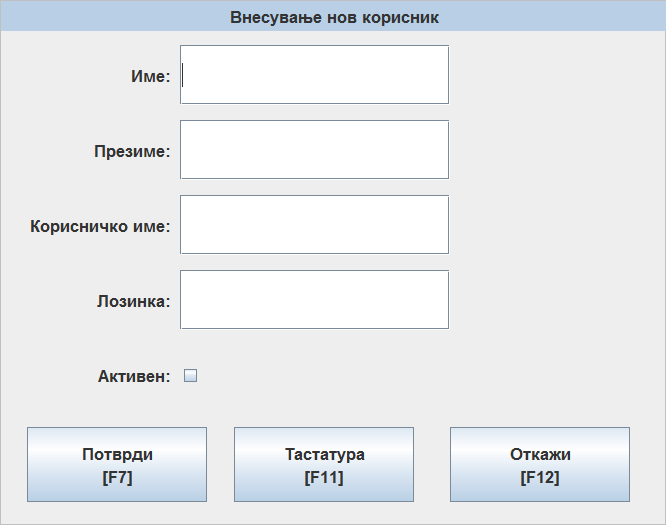 Внесување нов корисник
Име:
Презиме:
Корисничко име:
Лозинка:
Активен:
Потврди
[F7]
Тастатура
[F11]
Откажи
[F12]